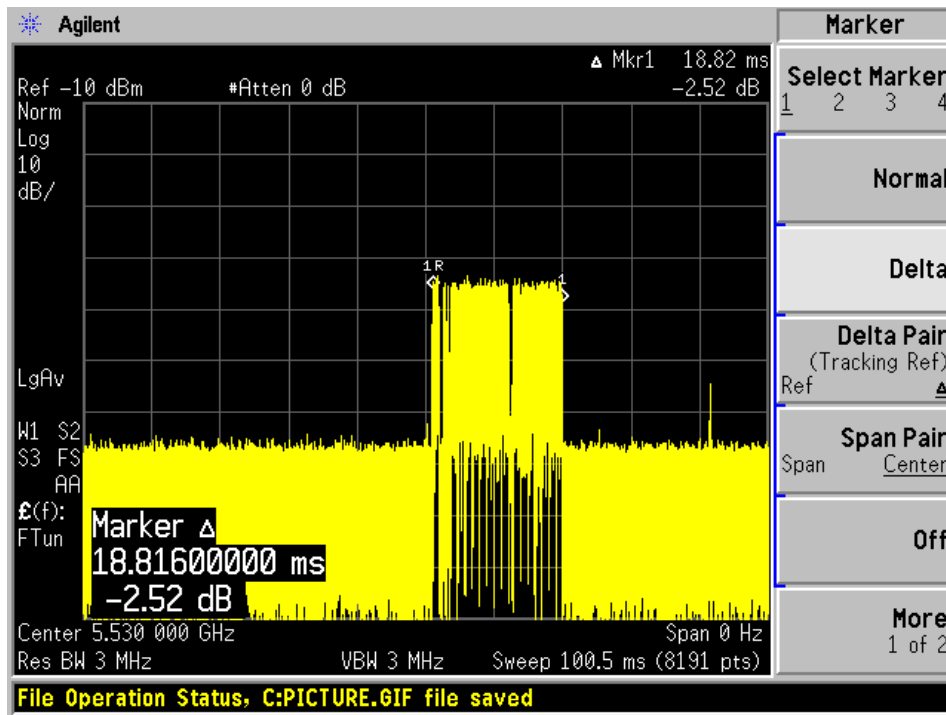 Agilent
Marker
Δ Mkr1 18.82 ms
Ref −10 dBm #Atten 0 dB −2.52 dB
Norm
Log
10
dB/
1R
1
LgAv
W1 S2
S3 FS
AA
£(f):
FTun
Marker Δ
18.81600000 ms
−2.52 dB
Center 5.530 000 GHz Span 0 Hz
Res BW 3 MHz VBW 3 MHz Sweep 100.5 ms (8191 pts)
File Operation Status, C:PICTURE.GIF file saved
Select Marker
1 2 3 4
Normal
Delta
Delta Pair
(Tracking Ref)
Ref Δ
Span Pair
Span Center
Off
More
1 of 2